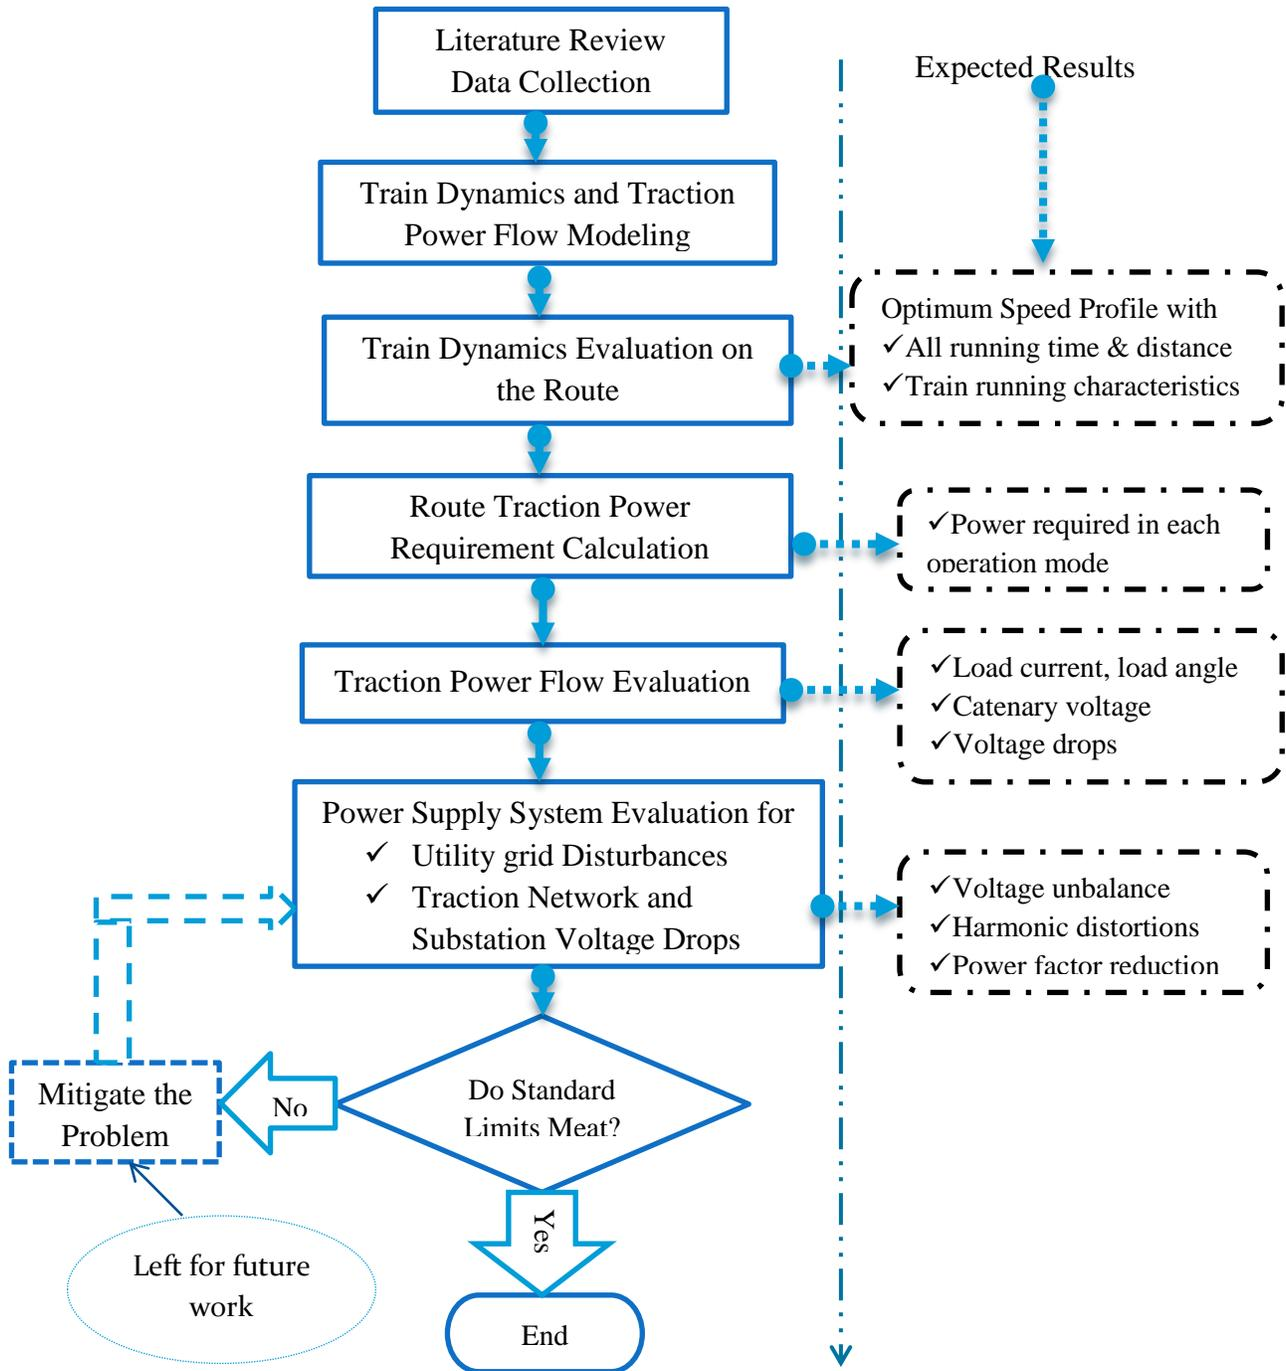 Literature Review
Data Collection
Expected Results
Train Dynamics and Traction
Power Flow Modeling
Train Dynamics Evaluation on
the Route
Optimum Speed Profile with
✓All running time & distance
✓Train running characteristics
Route Traction Power
Requirement Calculation
✓Power required in each
operation mode
Traction Power Flow Evaluation
✓Load current, load angle
✓Catenary voltage
✓Voltage drops
Power Supply System Evaluation for
✓ Utility grid Disturbances
✓ Traction Network and
Substation Voltage Drops
✓Voltage unbalance
✓Harmonic distortions
✓Power factor reduction
Do Standard
Limits Meat?
No
Mitigate the
Problem
Yes
Left for future
work
End